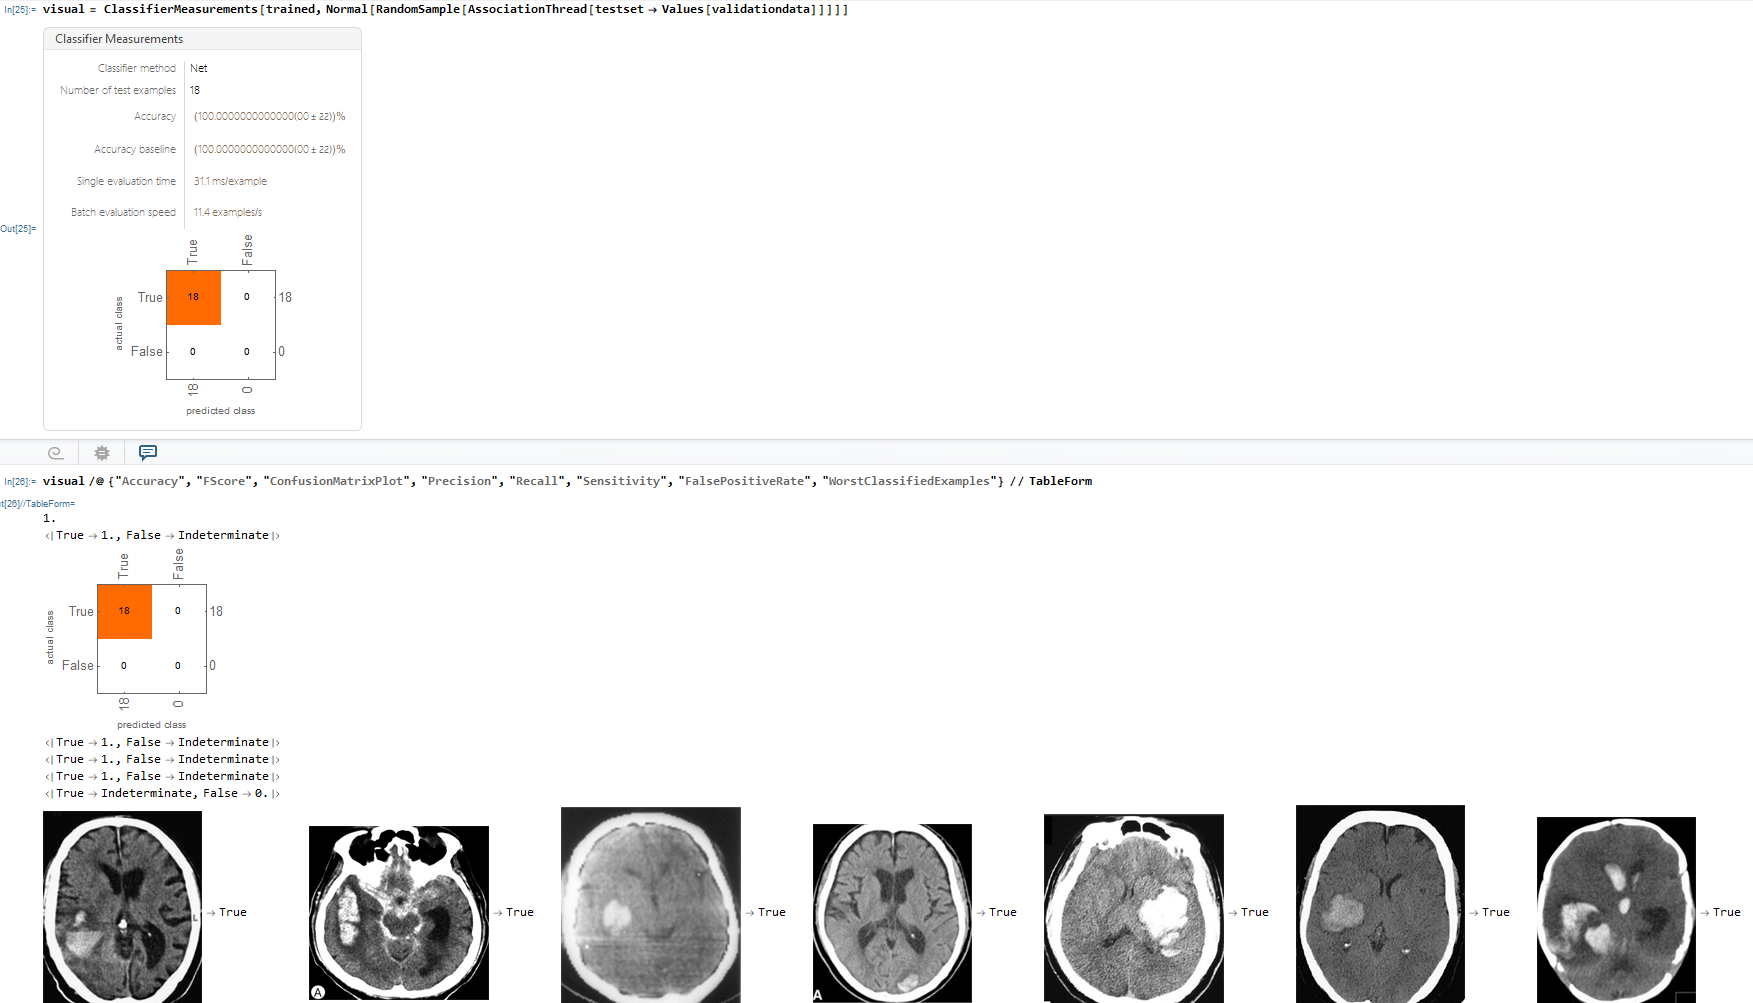 In[25]:= visual = ClassifierMeasurements[trained, Normal[RandomSample[AssociationThread[testset → Values[validationdata]]]]]
Classifier Measurements
Classifier method Net
Number of test examples 18
Accuracy (100.0000000000000(00 ± 22))%
Accuracy baseline (100.0000000000000(00 ± 22))%
Single evaluation time 31.1 ms/example
Batch evaluation speed 11.4 examples/s
Out[25]=
True False
actual class
True 18 0 18
False 0 0 0
18 0
predicted class
In[26]:= visual /@ {"Accuracy", "FScore", "ConfusionMatrixPlot", "Precision", "Recall", "Sensitivity", "FalsePositiveRate", "WorstClassifiedExamples"} // TableForm
t[26]//TableForm=
1.
<|True → 1., False → Indeterminate|>
True False
actual class
True 18 0 18
False 0 0 0
18 0
predicted class
<|True → 1., False → Indeterminate|>
<|True → 1., False → Indeterminate|>
<|True → 1., False → Indeterminate|>
<|True → Indeterminate, False → 0.|>
L → True → True → True → True → True → True → True
A A